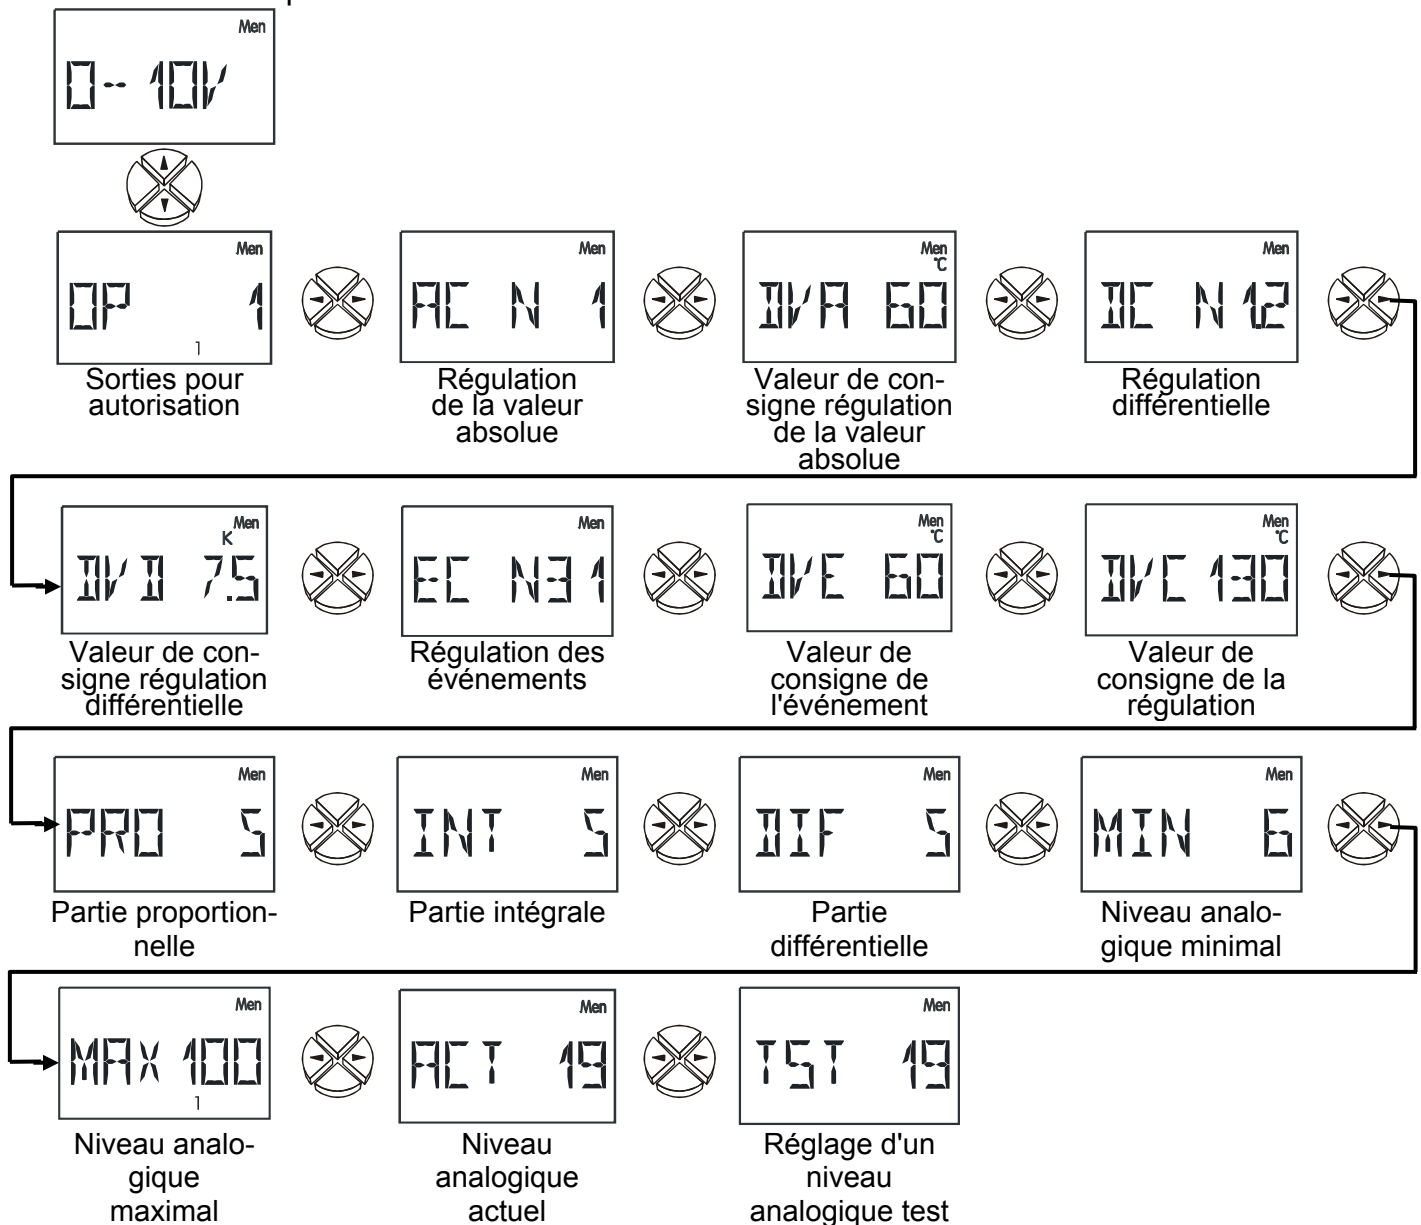 Men
0-- 10V
Men
OP 1
1
Sorties pour
autorisation
Men
AC N 1
Régulation
de la valeur
absolue
Men
°C
DVA 60
Valeur de con-
signe régulation
de la valeur
absolue
Men
DC N1.2
Régulation
différentielle
Men
K
DVD 7.5
Valeur de con-
signe régulation
différentielle
Men
EC N31
Régulation des
événements
Men
°C
DVE 60
Valeur de
consigne de
l'événement
Men
°C
DVC 130
Valeur de
consigne de la
régulation
Men
PRO 5
Partie proportion-
nelle
Men
INT 5
Partie intégrale
Men
DIF 5
Partie
différentielle
Men
MIN 6
Niveau analo-
gique minimal
Men
MAX 100
1
Niveau analo-
gique
maximal
Men
ACT 19
Niveau
analogique
actuel
Men
TST 19
Réglage d'un
niveau
analogique test